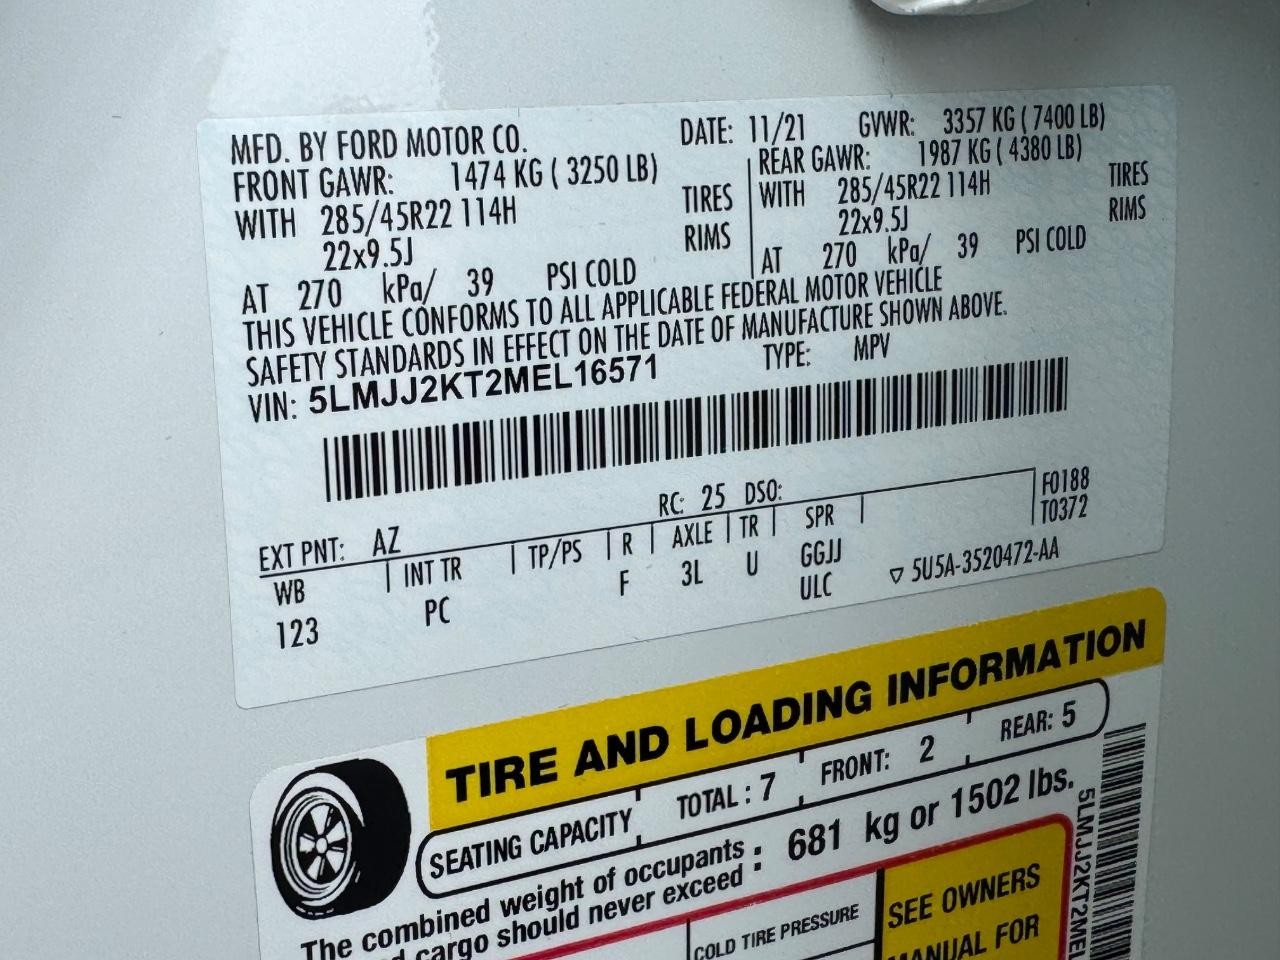 MFD. BY FORD MOTOR CO. DATE: 11/21 GVWR: 3357 KG ( 7400 LB)
FRONT GAWR: 1474 KG ( 3250 LB) REAR GAWR: 1987 KG ( 4380 LB)
WITH 285/45R22 114H TIRES WITH 285/45R22 114H TIRES
22x9.5J RIMS 22x9.5J RIMS
AT 270 kPa/ 39 PSI COLD AT 270 kPa/ 39 PSI COLD
THIS VEHICLE CONFORMS TO ALL APPLICABLE FEDERAL MOTOR VEHICLE
SAFETY STANDARDS IN EFFECT ON THE DATE OF MANUFACTURE SHOWN ABOVE.
VIN: 5LMJJ2KT2MEL16571 TYPE: MPV
EXT PNT: AZ RC: 25 DSO: F0188
T0372
WB INT TR TP/PS R AXLE TR SPR
123 PC F 3L U GGJJ
ULC
▽ 5U5A-3520472-AA
TIRE AND LOADING INFORMATION
SEATING CAPACITY TOTAL : 7 FRONT: 2 REAR: 5
The combined weight of occupants
cargo should never exceed : 681 kg or 1502 lbs.
COLD TIRE PRESSURE
SEE OWNERS
MANUAL FOR
5LMJJ2KT2MEL